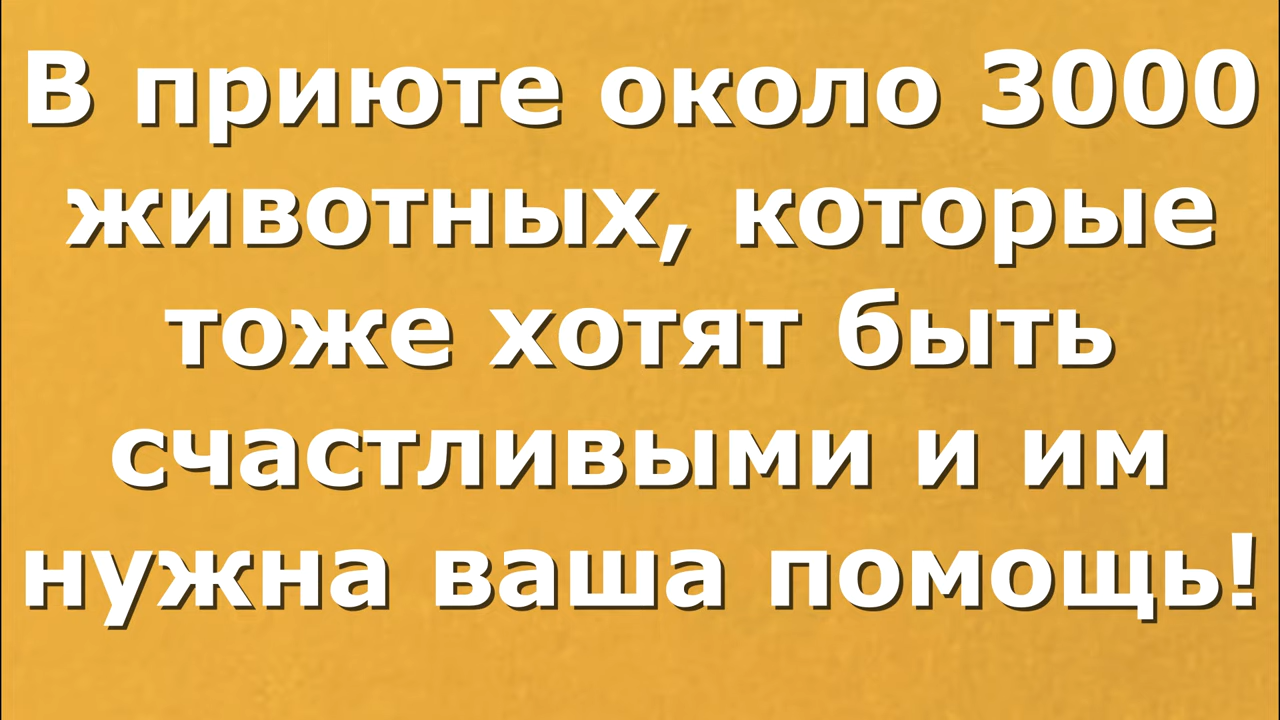 В приюте около 3000
животных, которые
тоже хотят быть
счастливыми и им
нужна ваша помощь!